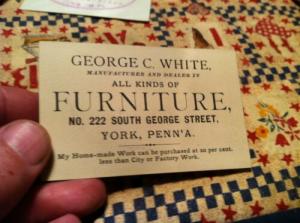 GEORGE C. WHITE,
MANUFACTURER AND DEALER IN
ALL KINDS OF
FURNITURE,
NO. 222 SOUTH GEORGE STREET,
YORK, PENN'A.
My Home-made Work can be purchased at 20 per cent.
less than City or Factory Work.